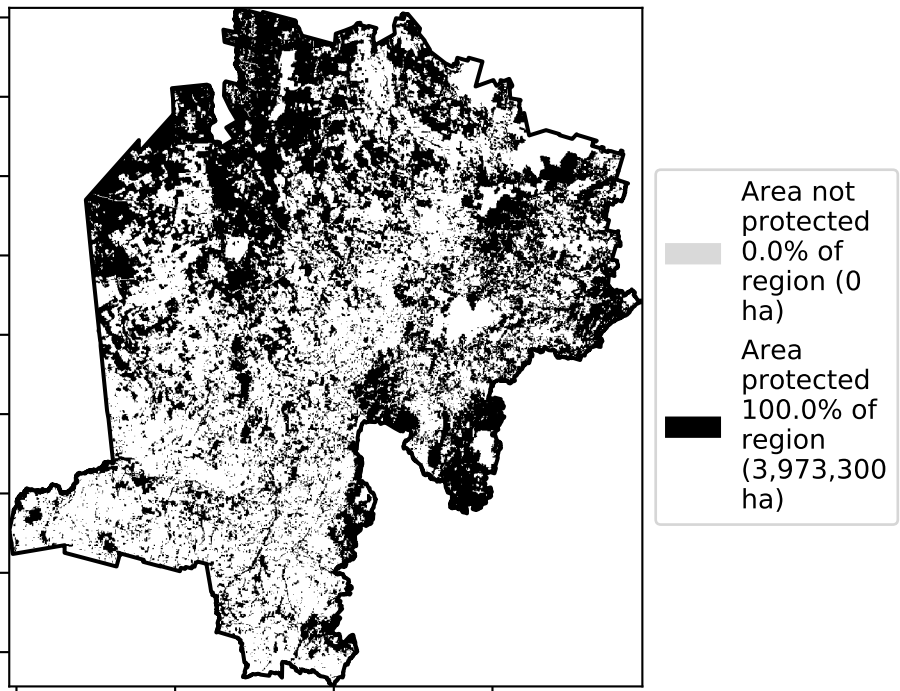 Area not
protected
0.0% of
region (0
ha)
Area
protected
100.0% of
region
(3,973,300
ha)